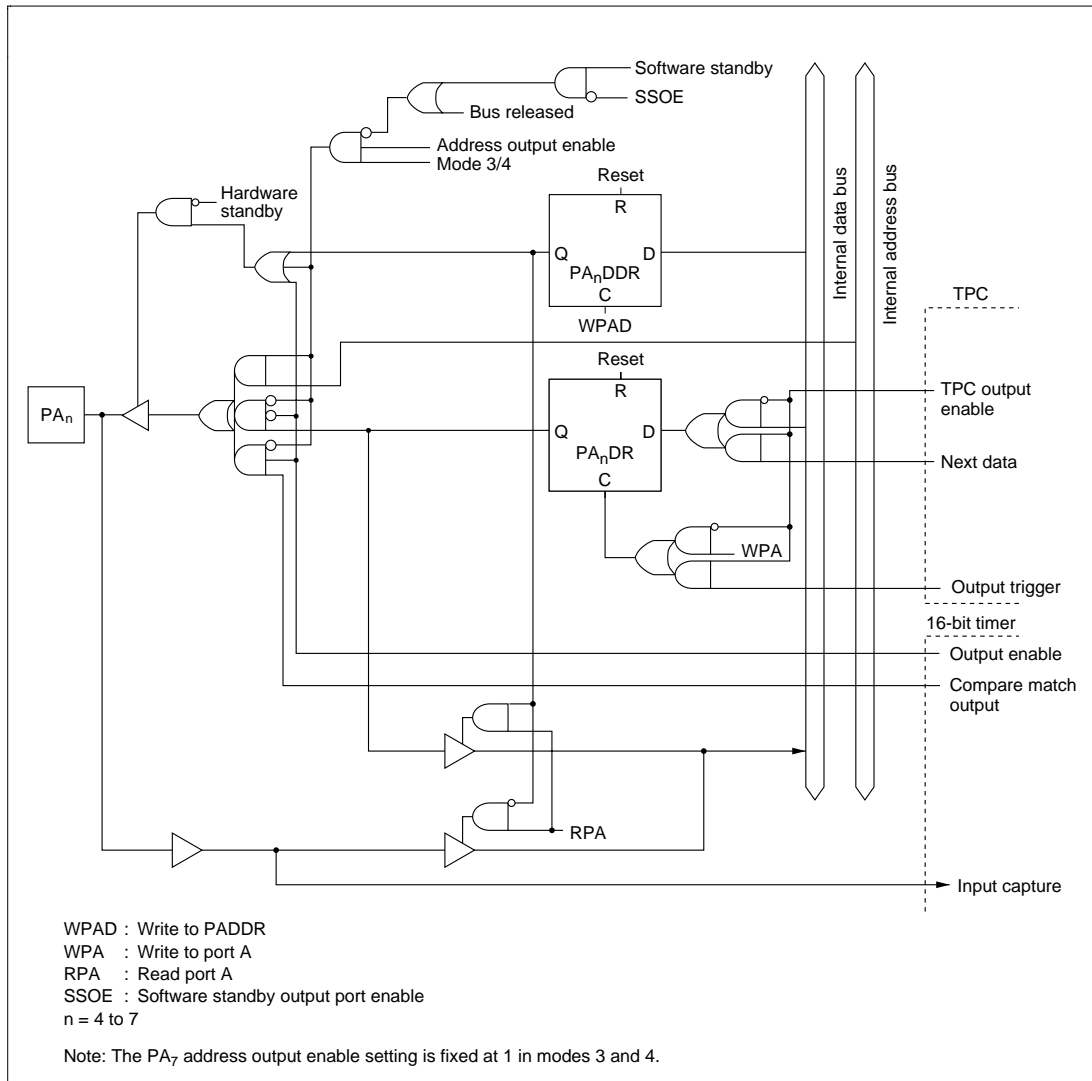 Software standby
SSOE
Bus released
Address output enable
Mode 3/4
Hardware
standby
Reset
R
Q
PAnDDR
D
C
WPAD
Internal data bus
Internal address bus
TPC
Reset
R
Q
PAnDR
D
C
TPC output
enable
Next data
PAn
WPA
Output trigger
16-bit timer
Output enable
Compare match
output
RPA
Input capture
WPAD : Write to PADDR
WPA : Write to port A
RPA : Read port A
SSOE : Software standby output port enable
n = 4 to 7
Note: The PA7 address output enable setting is fixed at 1 in modes 3 and 4.